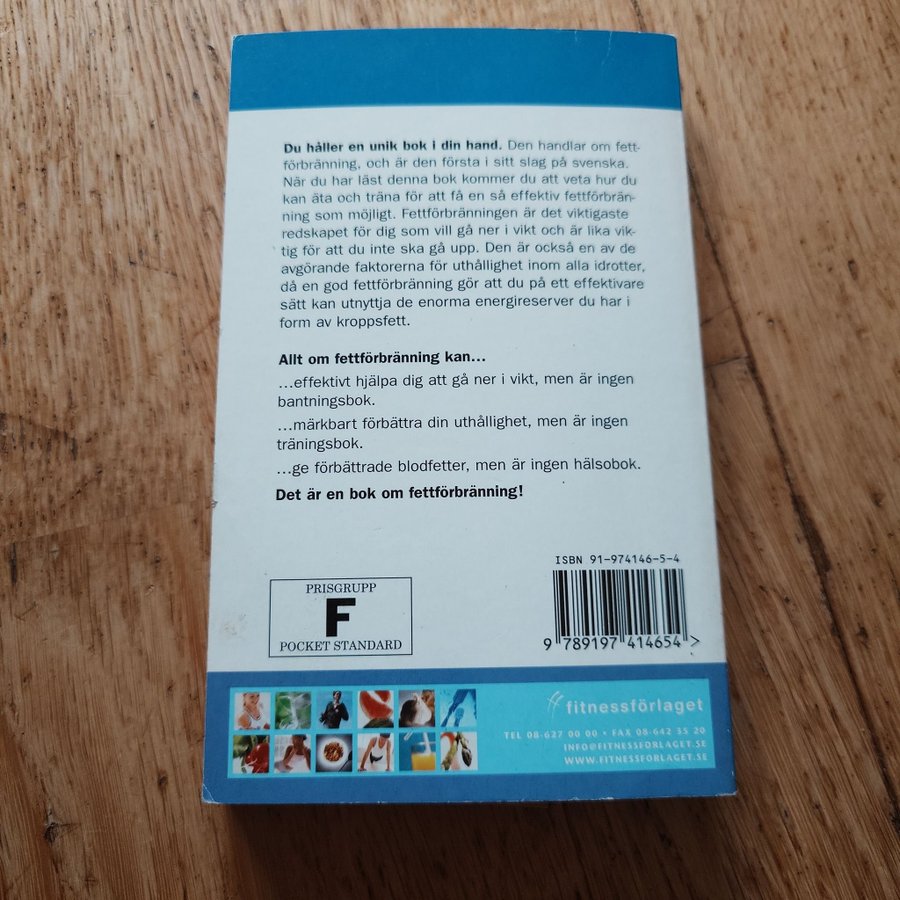 Du håller en unik bok i din hand. Den handlar om fett-
förbränning, och är den första i sitt slag på svenska.
När du har läst denna bok kommer du att veta hur du
kan äta och träna för att få en så effektiv fettförbrän-
ning som möjligt. Fettförbränningen är det viktigaste
redskapet för dig som vill gå ner i vikt och är lika vik-
tig för att du inte ska gå upp. Den är också en av de
avgörande faktorerna för uthållighet inom alla idrotter,
då en god fettförbränning gör att du på ett effektivare
sätt kan utnyttja de enorma energireserver du har i
form av kroppsfett.
Allt om fettförbränning kan...
...effektivt hjälpa dig att gå ner i vikt, men är ingen
bantningsbok.
...märkbart förbättra din uthållighet, men är ingen
träningsbok.
...ge förbättrade blodfetter, men är ingen hälsobok.
Det är en bok om fettförbränning!
ISBN 91-974146-5-4
9 789197 414654 >
PRISGRUPP
F
POCKET STANDARD
fitnessförlaget
TEL 08-627 00 00 • FAX 08-642 35 20
INFO@FITNESSFORLAGET.SE
WWW.FITNESSFORLAGET.SE